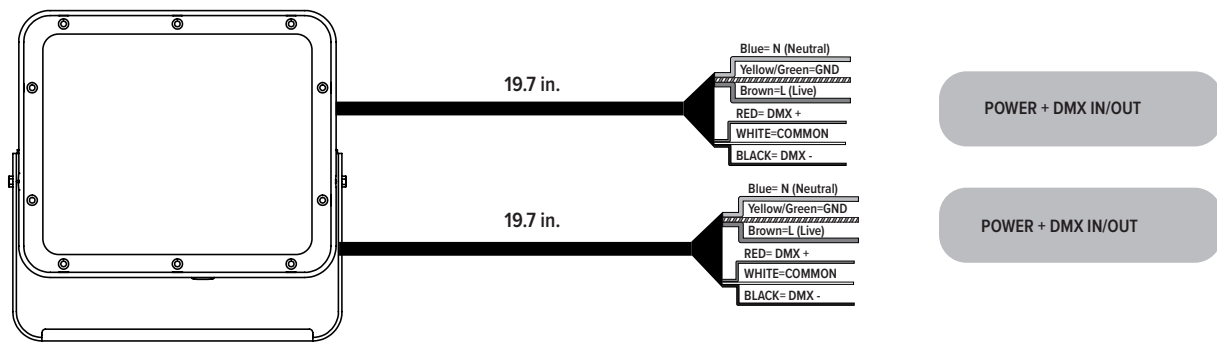 19.7 in.
Blue= N (Neutral)
Yellow/Green=GND
Brown=L (Live)
RED= DMX +
WHITE=COMMON
BLACK= DMX -
POWER + DMX IN/OUT
19.7 in.
Blue= N (Neutral)
Yellow/Green=GND
Brown=L (Live)
RED= DMX +
WHITE=COMMON
BLACK= DMX -
POWER + DMX IN/OUT